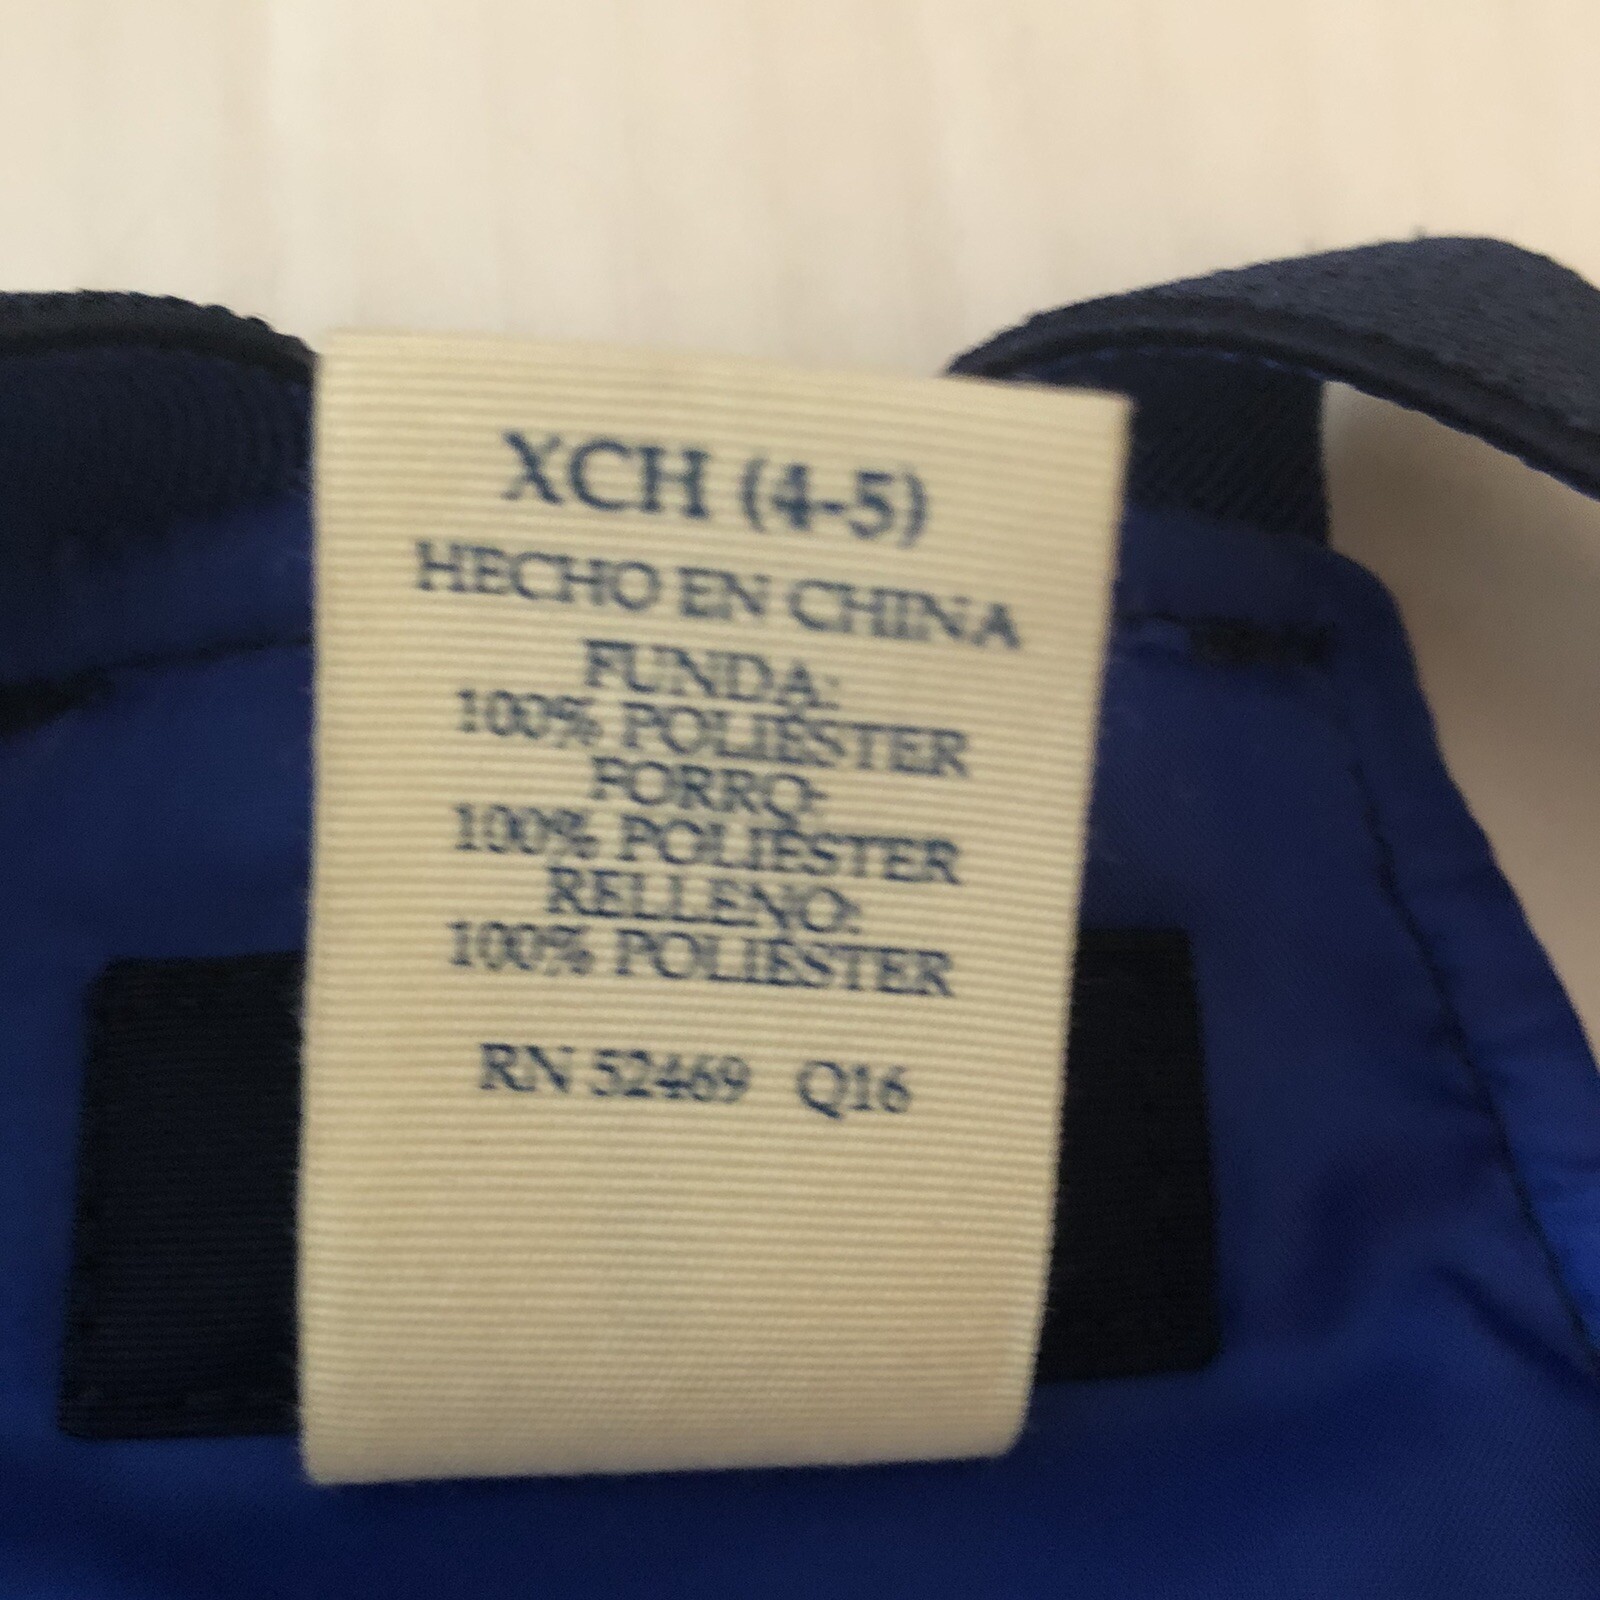 XCH (4-5)
HECHO EN CHINA
FUNDA:
100% POLIÉSTER
FORRO:
100% POLIÉSTER
RELLENO:
100% POLIÉSTER
RN 52469 Q16